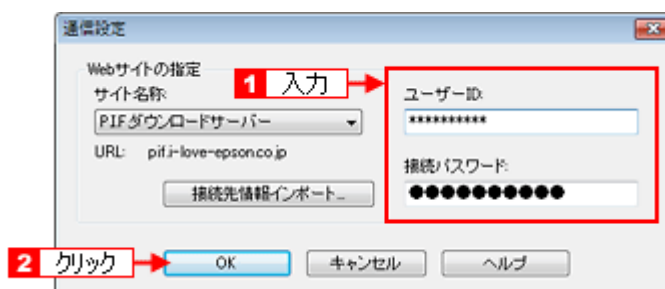 通信設定
Webサイトの指定
サイト名称:
1 入力
ユーザーID:
PIFダウンロードサーバー
**********
URL: pif.i-love-epson.co.jp
接続パスワード:
接続先情報インポート...
●●●●●●●●●●
2 クリック
OK キャンセル ヘルプ